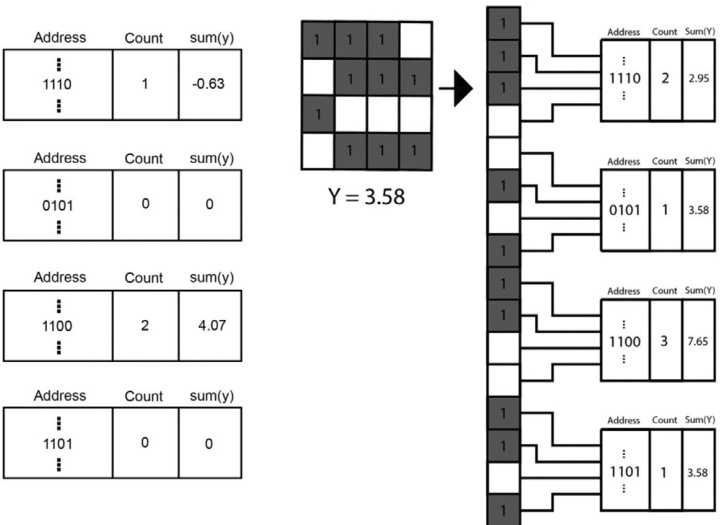 Address Count sum(y)
1110 1 -0.63
Address Count sum(y)
0101 0 0
Address Count sum(y)
1100 2 4.07
Address Count sum(y)
1101 0 0
1 1 1
1 1 1
1
1 1 1
Y = 3.58
1
1
1
1
1
1
1
1
1
1
Address Count Sum(Y)
1110 2 2.95
Address Count Sum(Y)
0101 1 3.58
Address Count Sum(Y)
1100 3 7.65
Address Count Sum(Y)
1101 1 3.58